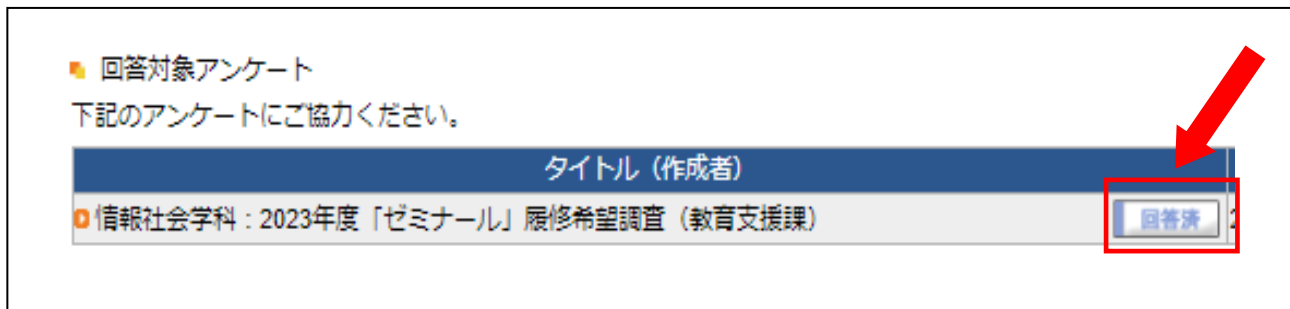 回答対象アンケート
下記のアンケートにご協力ください。
タイトル（作成者）
情報社会学科：2023年度「ゼミナール」履修希望調査（教育支援課）
回答済